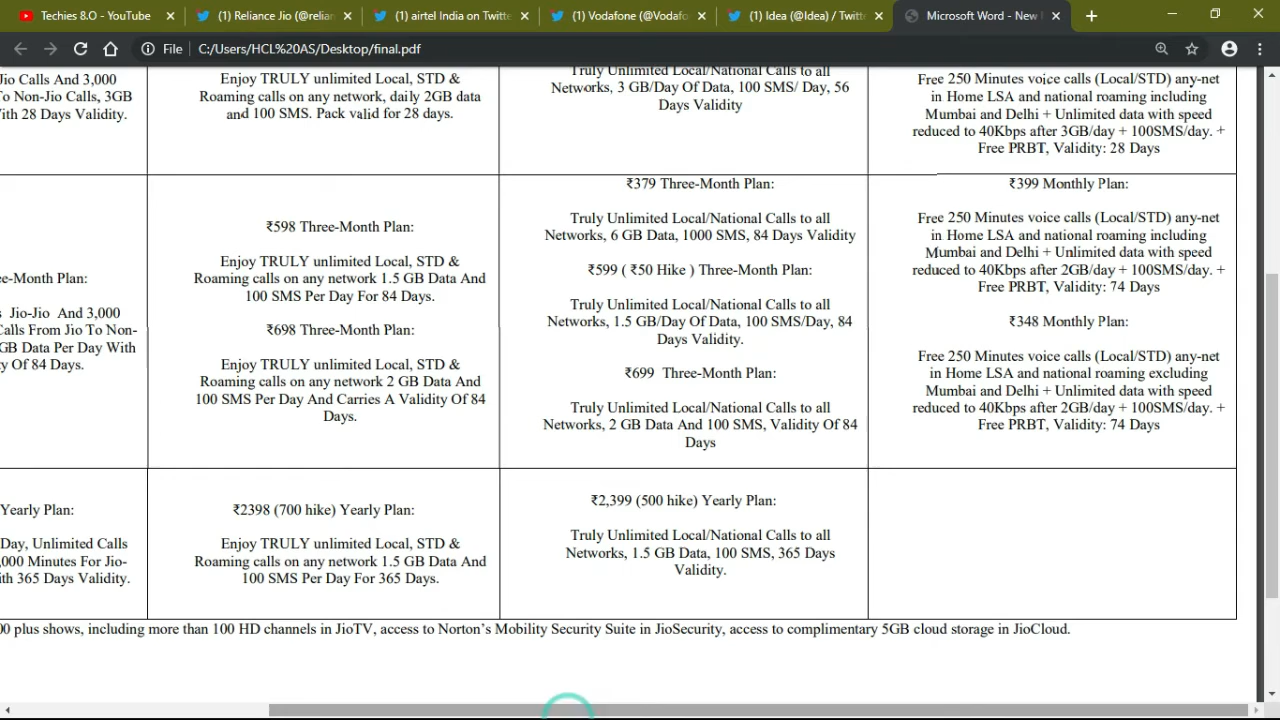 Techies 8.O - YouTube
(1) Reliance Jio (@relian
(1) airtel India on Twitte
(1) Vodafone (@Vodafo
(1) Idea (@Idea) / Twitte
Microsoft Word - New
File C:/Users/HCL%20AS/Desktop/final.pdf
Jio Calls And 3,000
To Non-Jio Calls, 3GB
With 28 Days Validity.
Enjoy TRULY unlimited Local, STD &
Roaming calls on any network, daily 2GB data
and 100 SMS. Pack valid for 28 days.
Truly Unlimited Local/National Calls to all
Networks, 3 GB/Day Of Data, 100 SMS/ Day, 56
Days Validity
Free 250 Minutes voice calls (Local/STD) any-net
in Home LSA and national roaming including
Mumbai and Delhi + Unlimited data with speed
reduced to 40Kbps after 3GB/day + 100SMS/day. +
Free PRBT, Validity: 28 Days
ee-Month Plan:
s Jio-Jio And 3,000
Calls From Jio To Non-
GB Data Per Day With
ty Of 84 Days.
₹598 Three-Month Plan:
Enjoy TRULY unlimited Local, STD &
Roaming calls on any network 1.5 GB Data And
100 SMS Per Day For 84 Days.
₹698 Three-Month Plan:
Enjoy TRULY unlimited Local, STD &
Roaming calls on any network 2 GB Data And
100 SMS Per Day And Carries A Validity Of 84
Days.
₹379 Three-Month Plan:
Truly Unlimited Local/National Calls to all
Networks, 6 GB Data, 1000 SMS, 84 Days Validity
₹599 ( ₹50 Hike ) Three-Month Plan:
Truly Unlimited Local/National Calls to all
Networks, 1.5 GB/Day Of Data, 100 SMS/Day, 84
Days Validity.
₹699 Three-Month Plan:
Truly Unlimited Local/National Calls to all
Networks, 2 GB Data And 100 SMS, Validity Of 84
Days
₹399 Monthly Plan:
Free 250 Minutes voice calls (Local/STD) any-net
in Home LSA and national roaming including
Mumbai and Delhi + Unlimited data with speed
reduced to 40Kbps after 2GB/day + 100SMS/day. +
Free PRBT, Validity: 74 Days
₹348 Monthly Plan:
Free 250 Minutes voice calls (Local/STD) any-net
in Home LSA and national roaming excluding
Mumbai and Delhi + Unlimited data with speed
reduced to 40Kbps after 2GB/day + 100SMS/day. +
Free PRBT, Validity: 74 Days
Yearly Plan:
Day, Unlimited Calls
,000 Minutes For Jio-
ith 365 Days Validity.
₹2398 (700 hike) Yearly Plan:
Enjoy TRULY unlimited Local, STD &
Roaming calls on any network 1.5 GB Data And
100 SMS Per Day For 365 Days.
₹2,399 (500 hike) Yearly Plan:
Truly Unlimited Local/National Calls to all
Networks, 1.5 GB Data, 100 SMS, 365 Days
Validity.
00 plus shows, including more than 100 HD channels in JioTV, access to Norton’s Mobility Security Suite in JioSecurity, access to complimentary 5GB cloud storage in JioCloud.